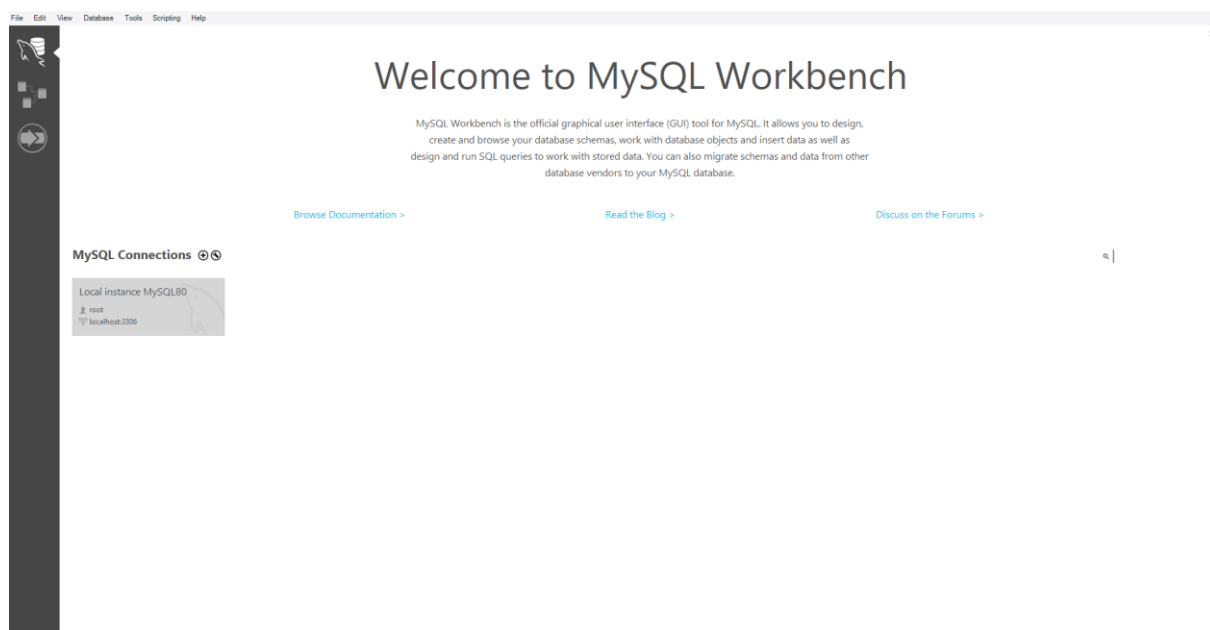 File Edit View Database Tools Scripting Help
Welcome to MySQL Workbench
MySQL Workbench is the official graphical user interface (GUI) tool for MySQL. It allows you to design,
create and browse your database schemas, work with database objects and insert data as well as
design and run SQL queries to work with stored data. You can also migrate schemas and data from other
database vendors to your MySQL database.
Browse Documentation > Read the Blog > Discuss on the Forums >
MySQL Connections
Local instance MySQL80
root
localhost:3306